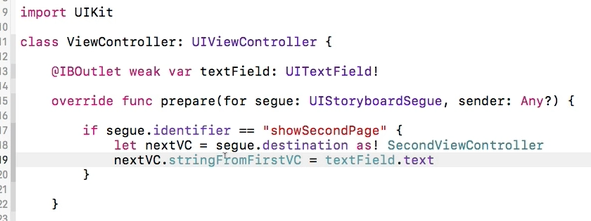 9 import UIKit
10
11 class ViewController: UIViewController {
12
13 @IBOutlet weak var textField: UITextField!
14
15 override func prepare(for segue: UIStoryboardSegue, sender: Any?) {
16
17 if segue.identifier == "showSecondPage" {
18 let nextVC = segue.destination as! SecondViewController
19 nextVC.stringFromFirstVC = textField.text
20 }
21
22 }
23